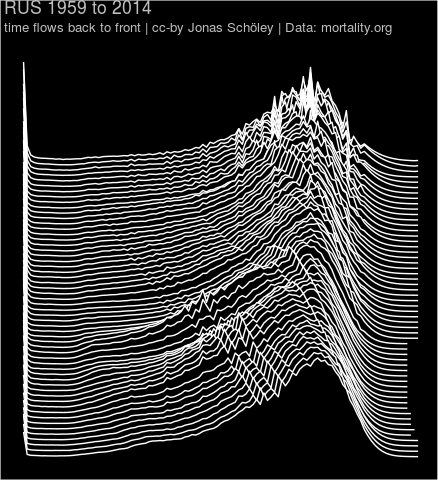 RUS 1959 to 2014
time flows back to front | cc-by Jonas Schöley | Data: mortality.org